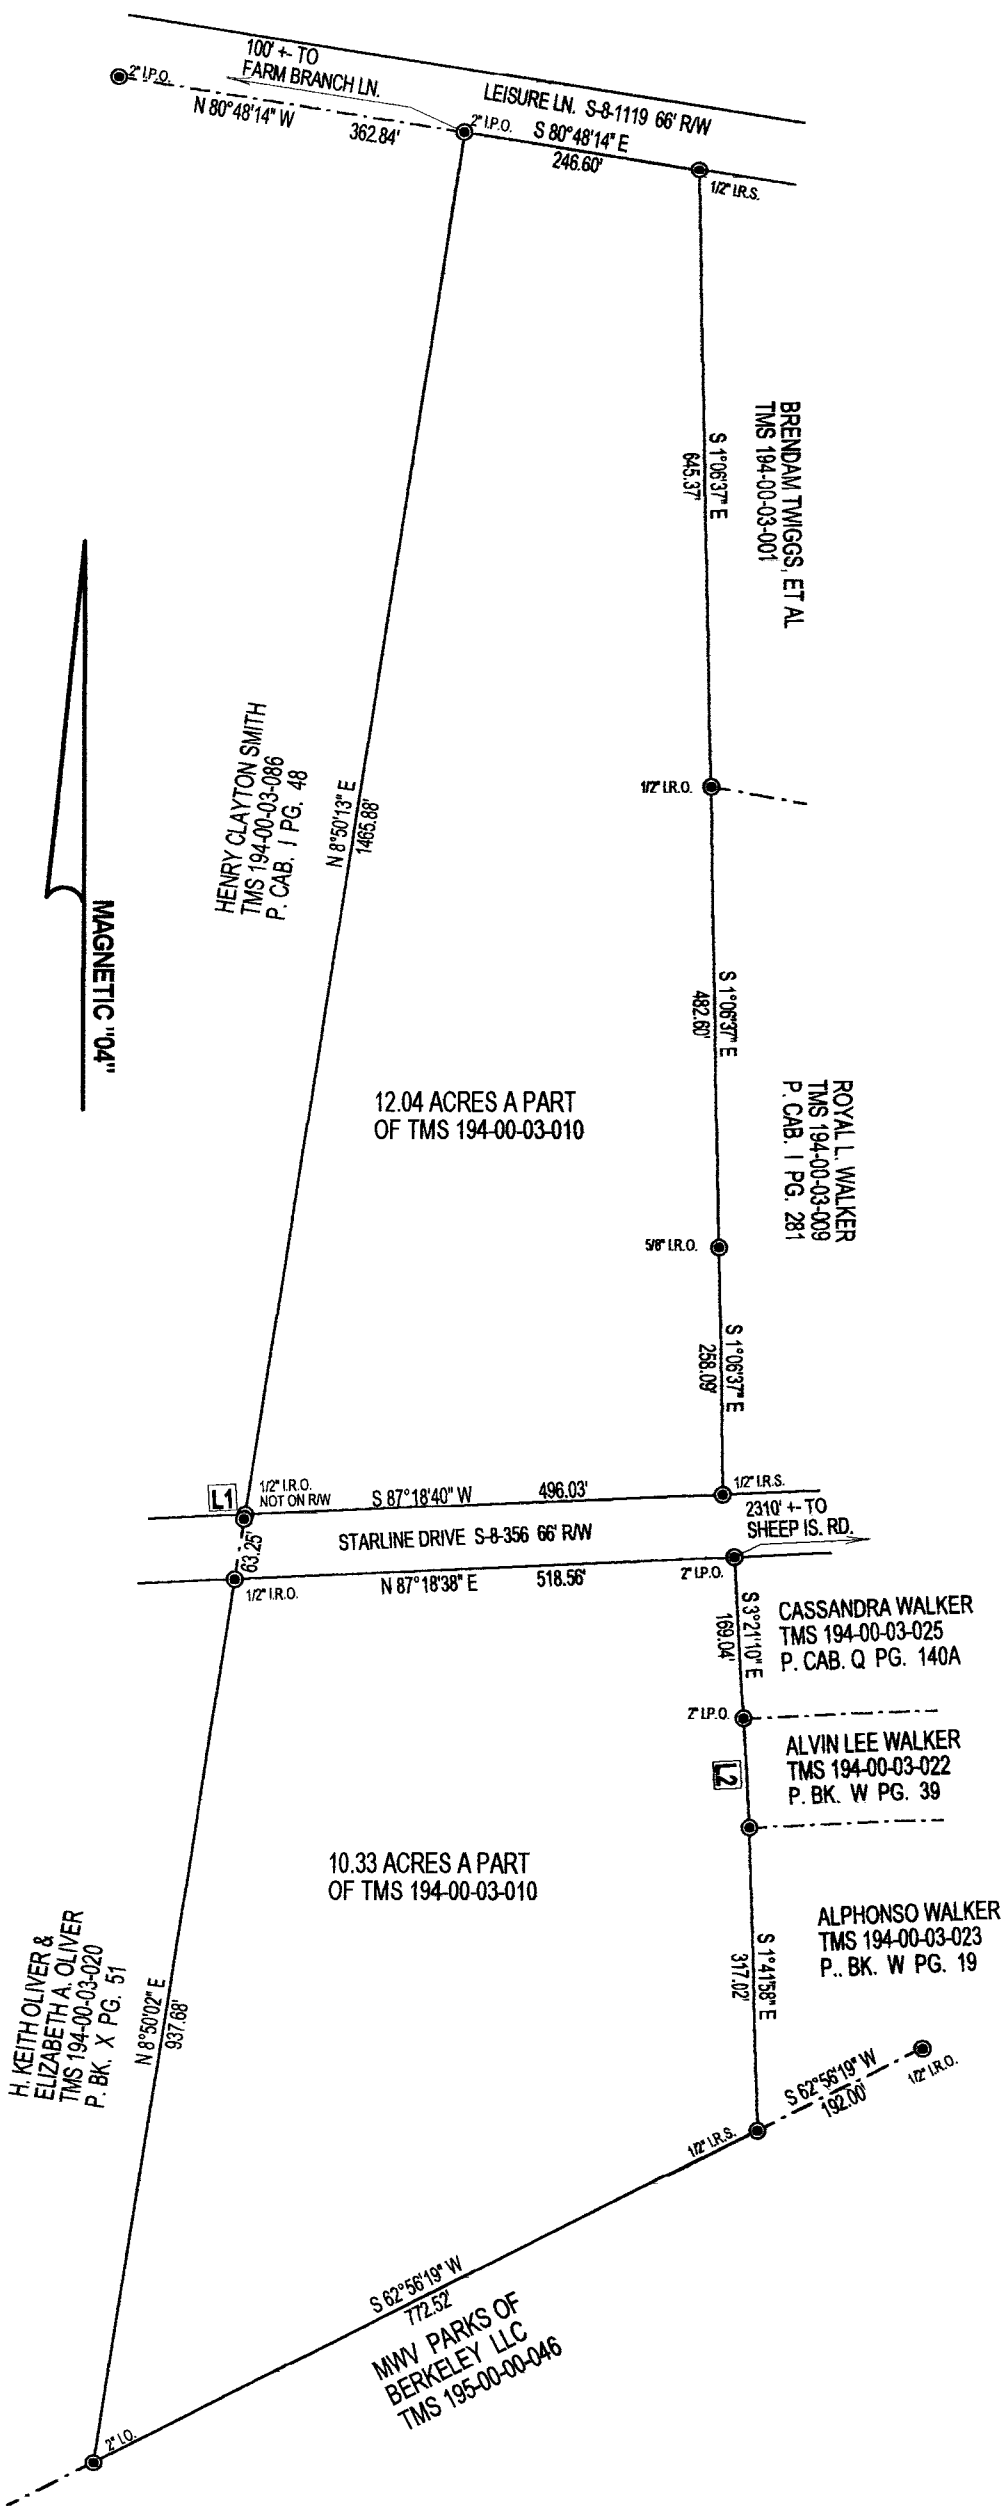 100' +- TO
FARM BRANCH LN.
2" I.P.O.
N 80°48'14" W
362.84'
LEISURE LN. S-8-1119 66' R/W
2" I.P.O.
S 80°48'14" E
246.60'
1/2" I.R.S.
BRENDAM TWIGGS, ET AL
TMS 194-00-03-001
S 1°06'37" E
645.37'
1/2" I.R.O.
HENRY CLAYTON SMITH
TMS 194-00-03-086
P. CAB. I PG. 48
N 8°50'13" E
1465.88'
MAGNETIC "04"
S 1°06'37" E
482.60'
ROYAL L. WALKER
TMS 194-00-03-009
P. CAB. I PG. 281
12.04 ACRES A PART
OF TMS 194-00-03-010
5/8" I.R.O.
S 1°06'37" E
258.09'
L1
1/2" I.R.O.
NOT ON R/W
S 87°18'40" W
496.03'
1/2" I.R.S.
2310' +- TO
SHEEP IS. RD.
STARLINE DRIVE S-8-356 66' R/W
63.25'
1/2" I.R.O.
N 87°18'38" E
518.56'
2" I.P.O.
S 3°21'10" E
169.04'
CASSANDRA WALKER
TMS 194-00-03-025
P. CAB. Q PG. 140A
2" I.P.O.
L2
ALVIN LEE WALKER
TMS 194-00-03-022
P. BK. W PG. 39
10.33 ACRES A PART
OF TMS 194-00-03-010
ALPHONSO WALKER
TMS 194-00-03-023
P.. BK. W PG. 19
S 1°41'58" E
317.02'
H. KEITH OLIVER &
ELIZABETH A. OLIVER
TMS 194-00-03-020
P. BK. X PG. 51
N 8°50'02" E
937.68'
S 62°56'19" W
192.00'
1/2" I.R.O.
1/2" I.R.S.
S 62°56'19" W
772.52'
MWV PARKS OF
BERKELEY LLC
TMS 195-00-00-046
2" I.O.